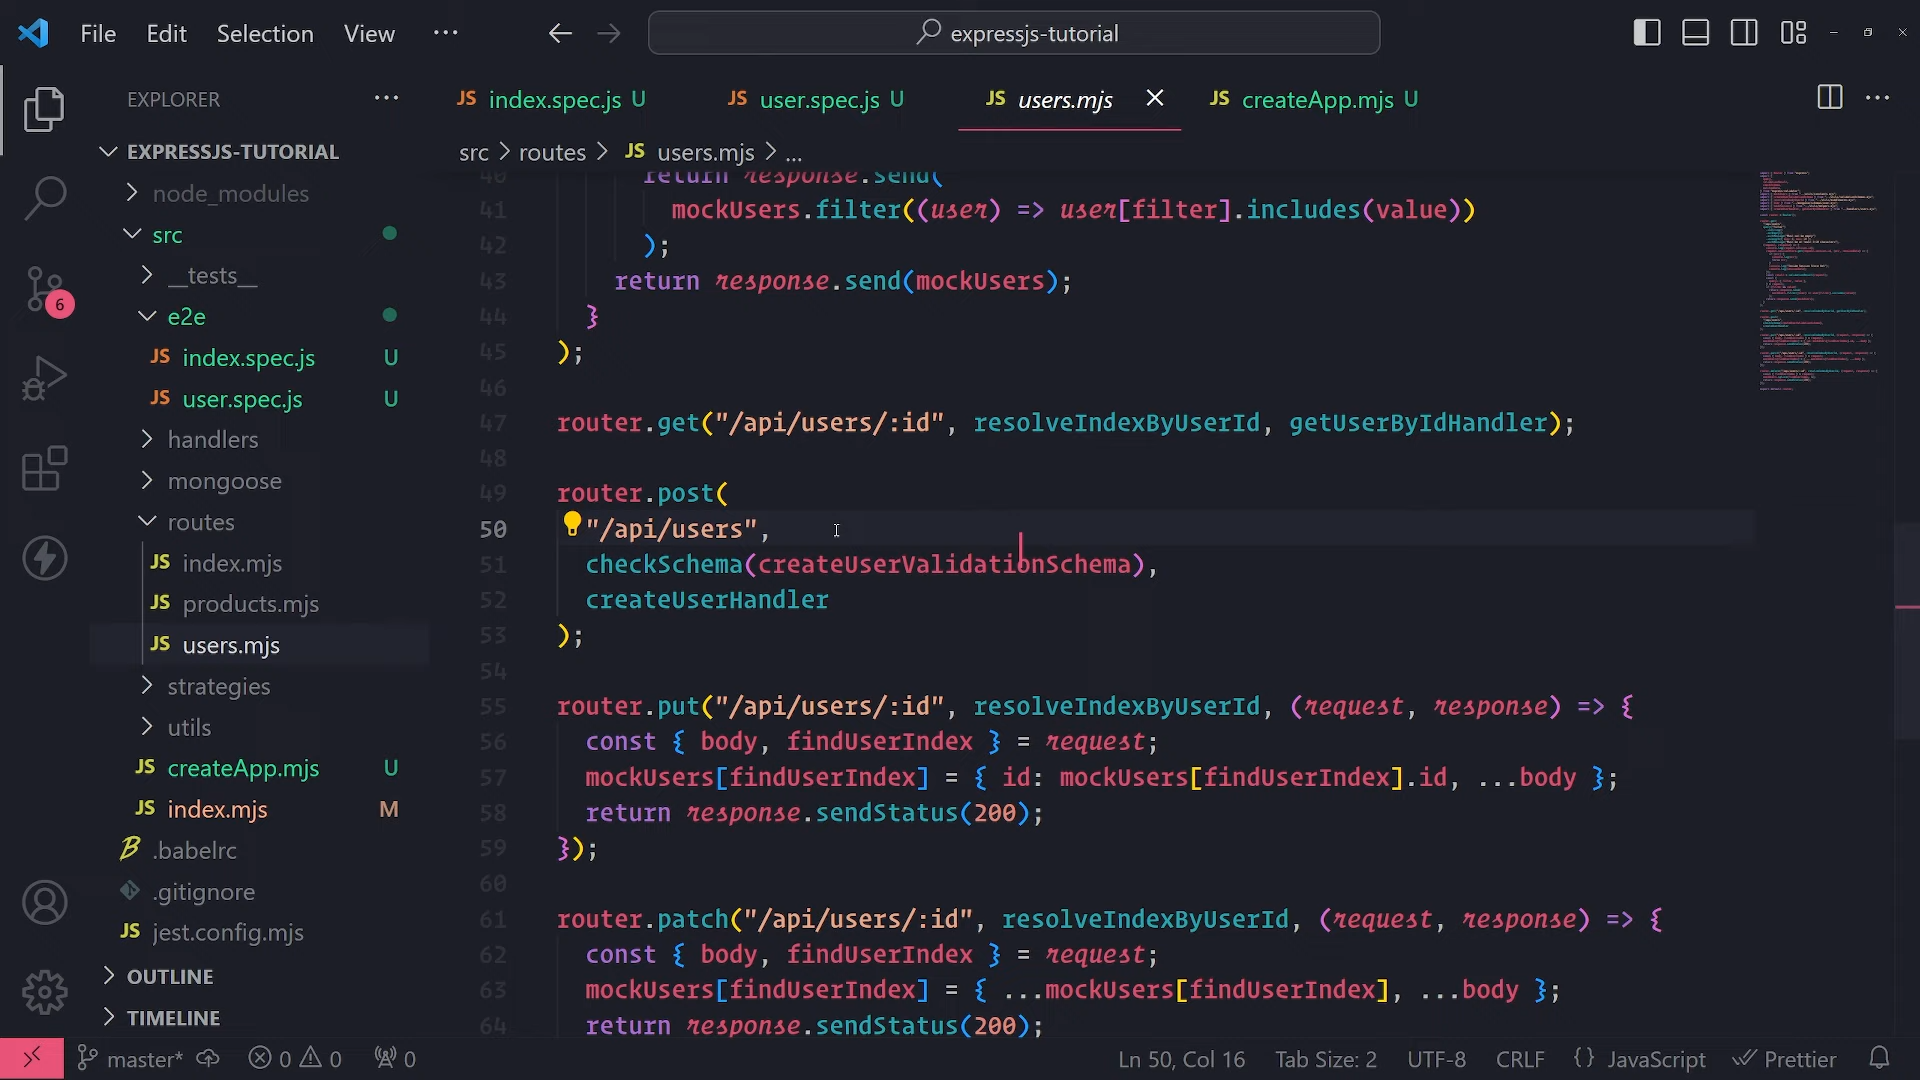 File Edit Selection View ··· expressjs-tutorial
EXPLORER ···
EXPRESSJS-TUTORIAL
node_modules
src
__tests__
6
e2e
JS index.spec.js U
JS user.spec.js U
handlers
mongoose
routes
JS index.mjs
JS products.mjs
JS users.mjs
strategies
utils
JS createApp.mjs U
JS index.mjs M
.babelrc
.gitignore
JS jest.config.mjs
OUTLINE
TIMELINE
JS index.spec.js U JS user.spec.js U JS users.mjs JS createApp.mjs U
src > routes > JS users.mjs > ...
40 return response.send(
41 mockUsers.filter((user) => user[filter].includes(value))
42 );
43 return response.send(mockUsers);
44 }
45 );
46
47 router.get("/api/users/:id", resolveIndexByUserId, getUserByIdHandler);
48
49 router.post(
50 "/api/users",
51 checkSchema(createUserValidationSchema),
52 createUserHandler
53 );
54
55 router.put("/api/users/:id", resolveIndexByUserId, (request, response) => {
56 const { body, findUserIndex } = request;
57 mockUsers[findUserIndex] = { id: mockUsers[findUserIndex].id, ...body };
58 return response.sendStatus(200);
59 });
60
61 router.patch("/api/users/:id", resolveIndexByUserId, (request, response) => {
62 const { body, findUserIndex } = request;
63 mockUsers[findUserIndex] = { ...mockUsers[findUserIndex], ...body };
64 return response.sendStatus(200);
master* 0 0 0 Ln 50, Col 16 Tab Size: 2 UTF-8 CRLF {} JavaScript Prettier